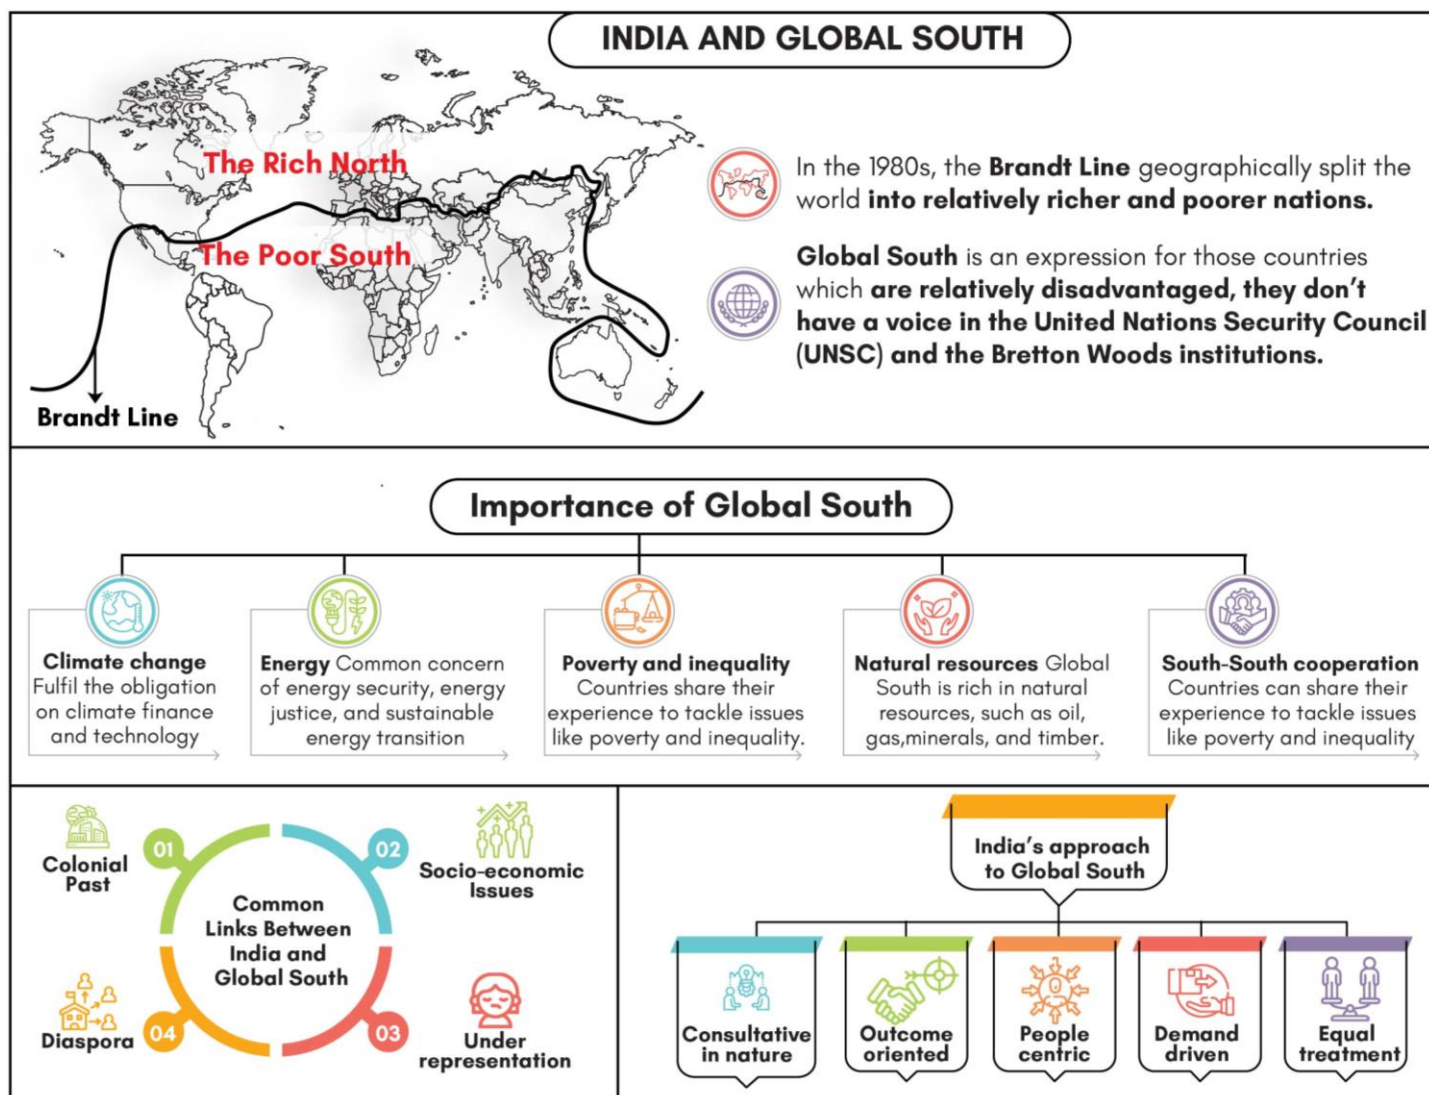 INDIA AND GLOBAL SOUTH
The Rich North
The Poor South
Brandt Line
In the 1980s, the Brandt Line geographically split the
world into relatively richer and poorer nations.
Global South is an expression for those countries
which are relatively disadvantaged, they don't
have a voice in the United Nations Security Council
(UNSC) and the Bretton Woods institutions.
Importance of Global South
Climate change
Fulfil the obligation
on climate finance
and technology
Energy Common concern
of energy security, energy
justice, and sustainable
energy transition
Poverty and inequality
Countries share their
experience to tackle issues
like poverty and inequality.
Natural resources Global
South is rich in natural
resources, such as oil,
gas,minerals, and timber.
South-South cooperation
Countries can share their
experience to tackle issues
like poverty and inequality
Common
Links Between
India and
Global South
01
Colonial
Past
02
Socio-economic
Issues
03
Under
representation
04
Diaspora
India's approach
to Global South
Consultative
in nature
Outcome
oriented
People
centric
Demand
driven
Equal
treatment